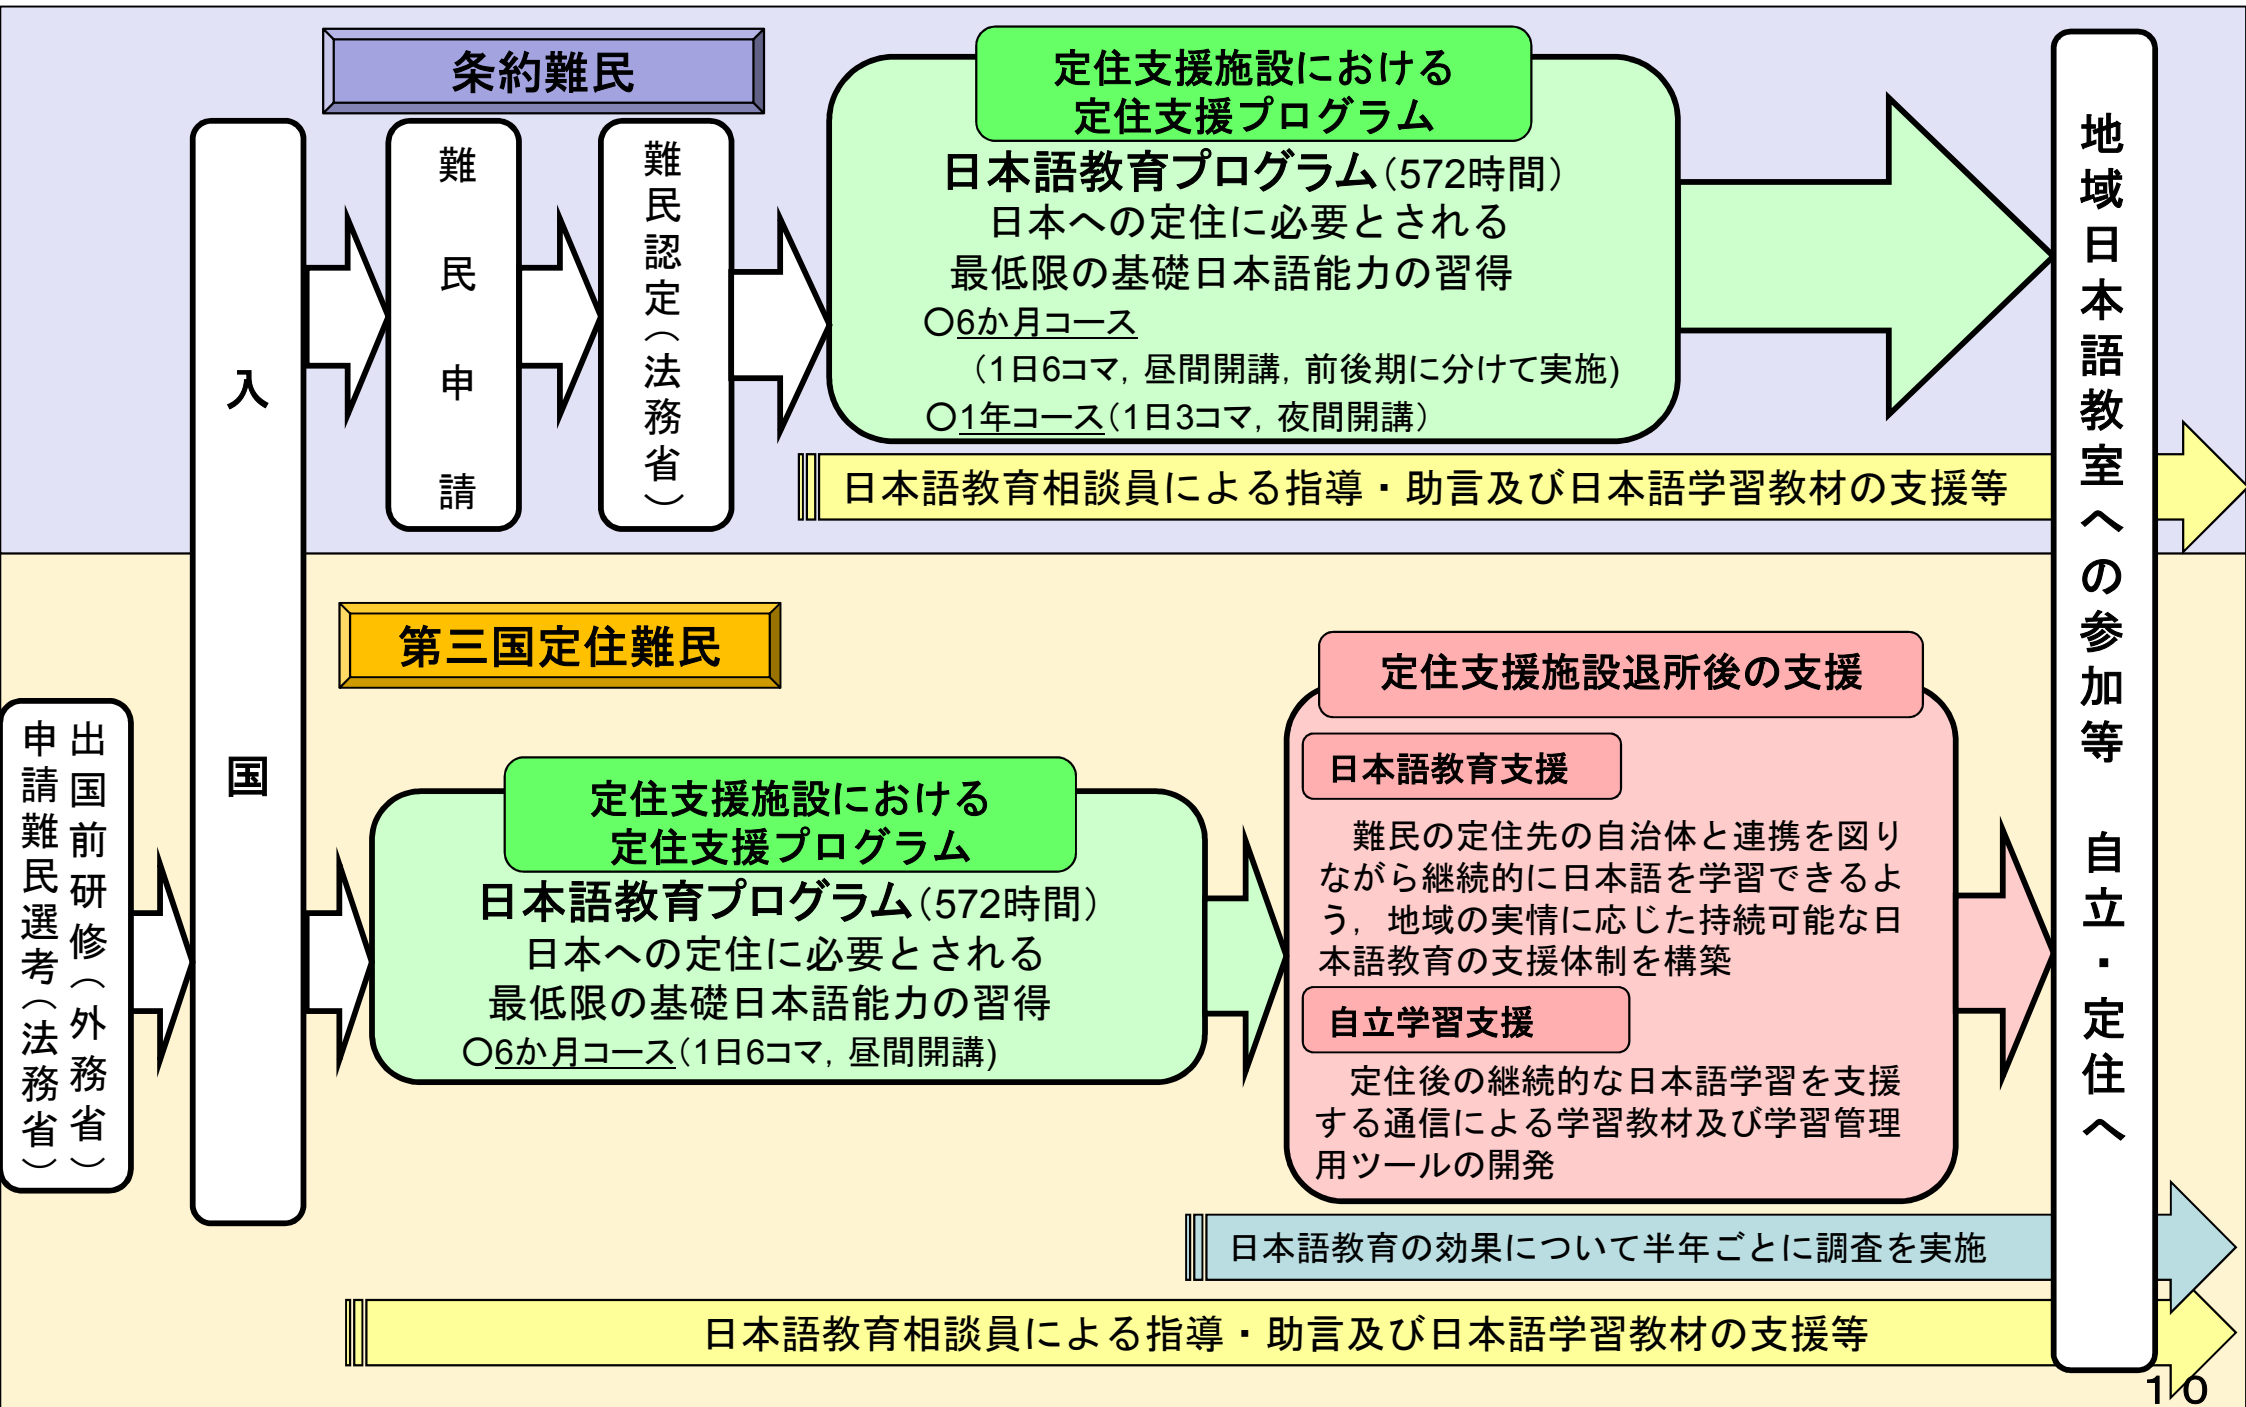 条約難民
入国
難民申請
難民認定（法務省）
定住支援施設における
定住支援プログラム
日本語教育プログラム（572時間）
日本への定住に必要とされる
最低限の基礎日本語能力の習得
○6か月コース
（1日6コマ，昼間開講，前後期に分けて実施)
○1年コース（1日3コマ，夜間開講）
日本語教育相談員による指導・助言及び日本語学習教材の支援等
地域日本語教室への参加等　自立・定住へ
第三国定住難民
出国前研修（外務省）
申請難民選考（法務省）
定住支援施設における
定住支援プログラム
日本語教育プログラム（572時間）
日本への定住に必要とされる
最低限の基礎日本語能力の習得
○6か月コース（1日6コマ，昼間開講)
定住支援施設退所後の支援
日本語教育支援
難民の定住先の自治体と連携を図り
ながら継続的に日本語を学習できるよ
う，地域の実情に応じた持続可能な日
本語教育の支援体制を構築
自立学習支援
定住後の継続的な日本語学習を支援
する通信による学習教材及び学習管理
用ツールの開発
日本語教育の効果について半年ごとに調査を実施
日本語教育相談員による指導・助言及び日本語学習教材の支援等
10